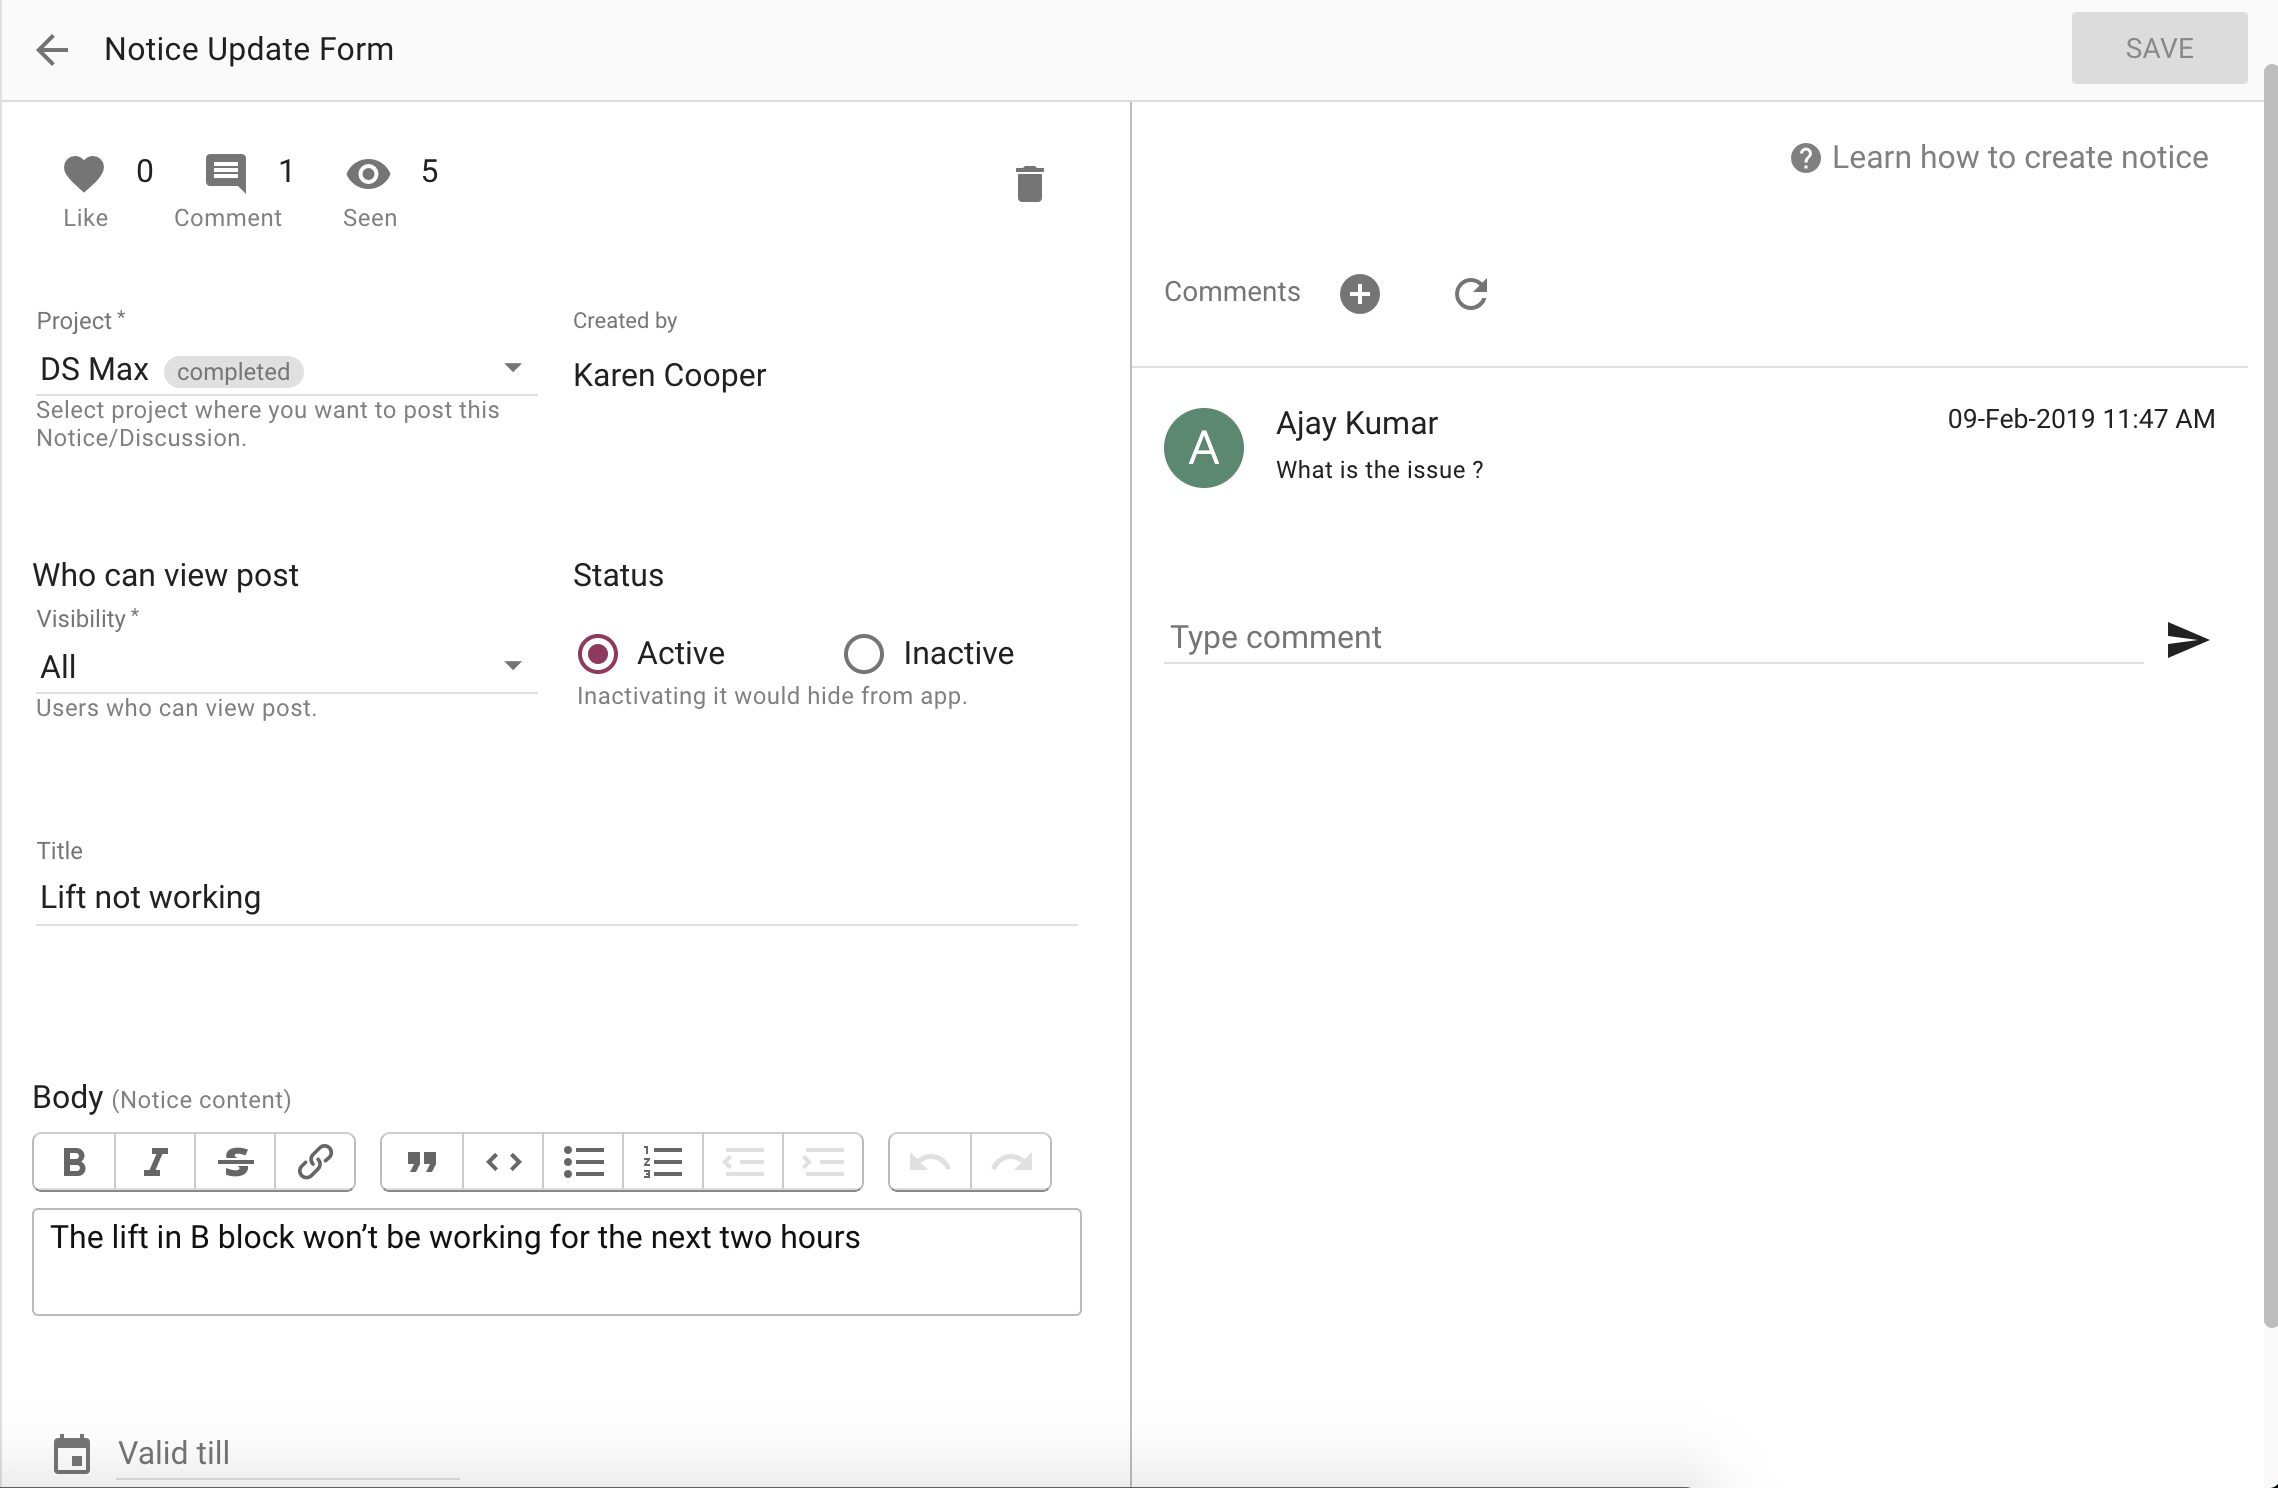 Notice Update Form
SAVE
0 1 5
Like Comment Seen
Learn how to create notice
Project *
DS Max completed
Select project where you want to post this
Notice/Discussion.
Created by
Karen Cooper
Who can view post
Visibility *
All
Users who can view post.
Status
Active Inactive
Inactivating it would hide from app.
Title
Lift not working
Body (Notice content)
B I S
1
2
3
The lift in B block won’t be working for the next two hours
Valid till
Comments
A
Ajay Kumar 09-Feb-2019 11:47 AM
What is the issue ?
Type comment